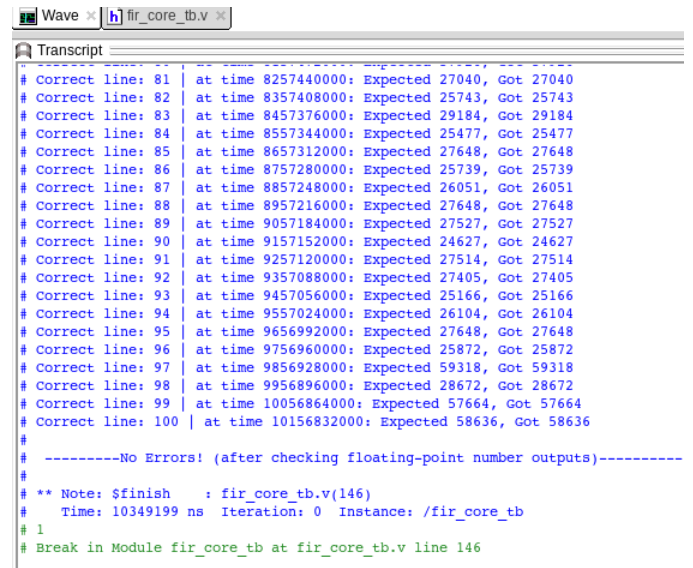 Wave
fir_core_tb.v
Transcript
# Correct line: 81 | at time 8257440000: Expected 27040, Got 27040
# Correct line: 82 | at time 8357408000: Expected 25743, Got 25743
# Correct line: 83 | at time 8457376000: Expected 29184, Got 29184
# Correct line: 84 | at time 8557344000: Expected 25477, Got 25477
# Correct line: 85 | at time 8657312000: Expected 27648, Got 27648
# Correct line: 86 | at time 8757280000: Expected 25739, Got 25739
# Correct line: 87 | at time 8857248000: Expected 26051, Got 26051
# Correct line: 88 | at time 8957216000: Expected 27648, Got 27648
# Correct line: 89 | at time 9057184000: Expected 27527, Got 27527
# Correct line: 90 | at time 9157152000: Expected 24627, Got 24627
# Correct line: 91 | at time 9257120000: Expected 27514, Got 27514
# Correct line: 92 | at time 9357088000: Expected 27405, Got 27405
# Correct line: 93 | at time 9457056000: Expected 25166, Got 25166
# Correct line: 94 | at time 9557024000: Expected 26104, Got 26104
# Correct line: 95 | at time 9656992000: Expected 27648, Got 27648
# Correct line: 96 | at time 9756960000: Expected 25872, Got 25872
# Correct line: 97 | at time 9856928000: Expected 59318, Got 59318
# Correct line: 98 | at time 9956896000: Expected 28672, Got 28672
# Correct line: 99 | at time 10056864000: Expected 57664, Got 57664
# Correct line: 100 | at time 10156832000: Expected 58636, Got 58636
#
# ---------No Errors! (after checking floating-point number outputs)----------
#
# ** Note: $finish : fir_core_tb.v(146)
# Time: 10349199 ns Iteration: 0 Instance: /fir_core_tb
# 1
# Break in Module fir_core_tb at fir_core_tb.v line 146